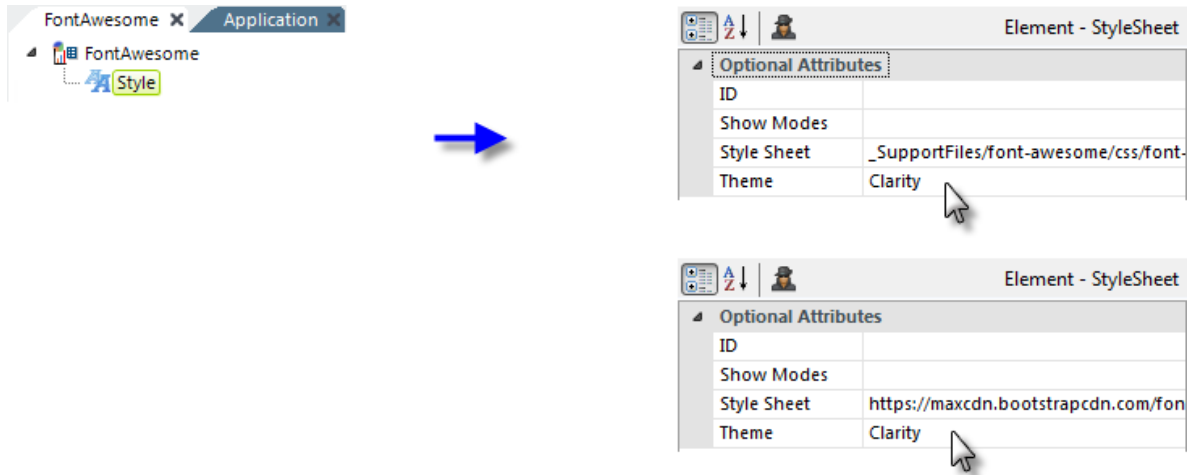 FontAwesome Application
FontAwesome
Style
Element - StyleSheet
Optional Attributes
ID
Show Modes
Style Sheet _SupportFiles/font-awesome/css/font-
Theme Clarity
Element - StyleSheet
Optional Attributes
ID
Show Modes
Style Sheet https://maxcdn.bootstrapcdn.com/fon
Theme Clarity